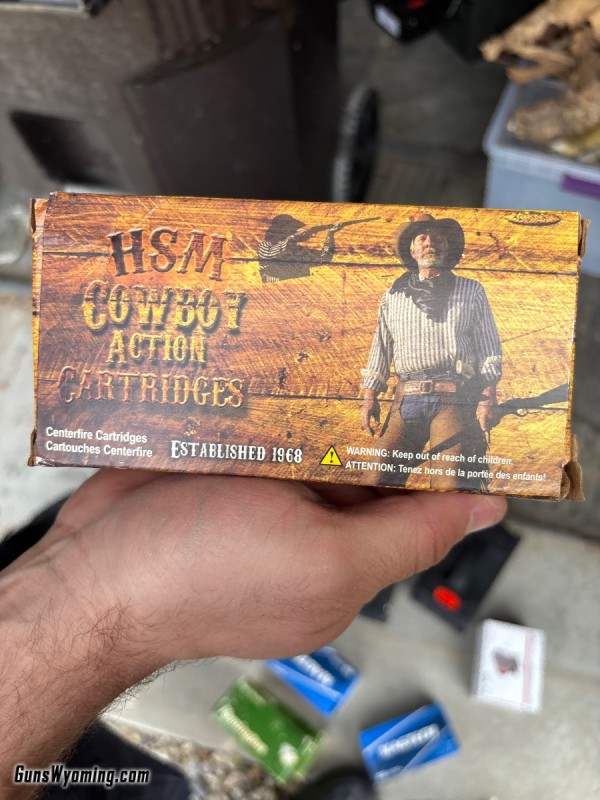 HSM
COWBOY
ACTION
CARTRIDGES
Centerfire Cartridges
Cartouches Centerfire
ESTABLISHED 1968
WARNING: Keep out of reach of children.
ATTENTION: Tenez hors de la portée des enfants!
GunsWyoming.com